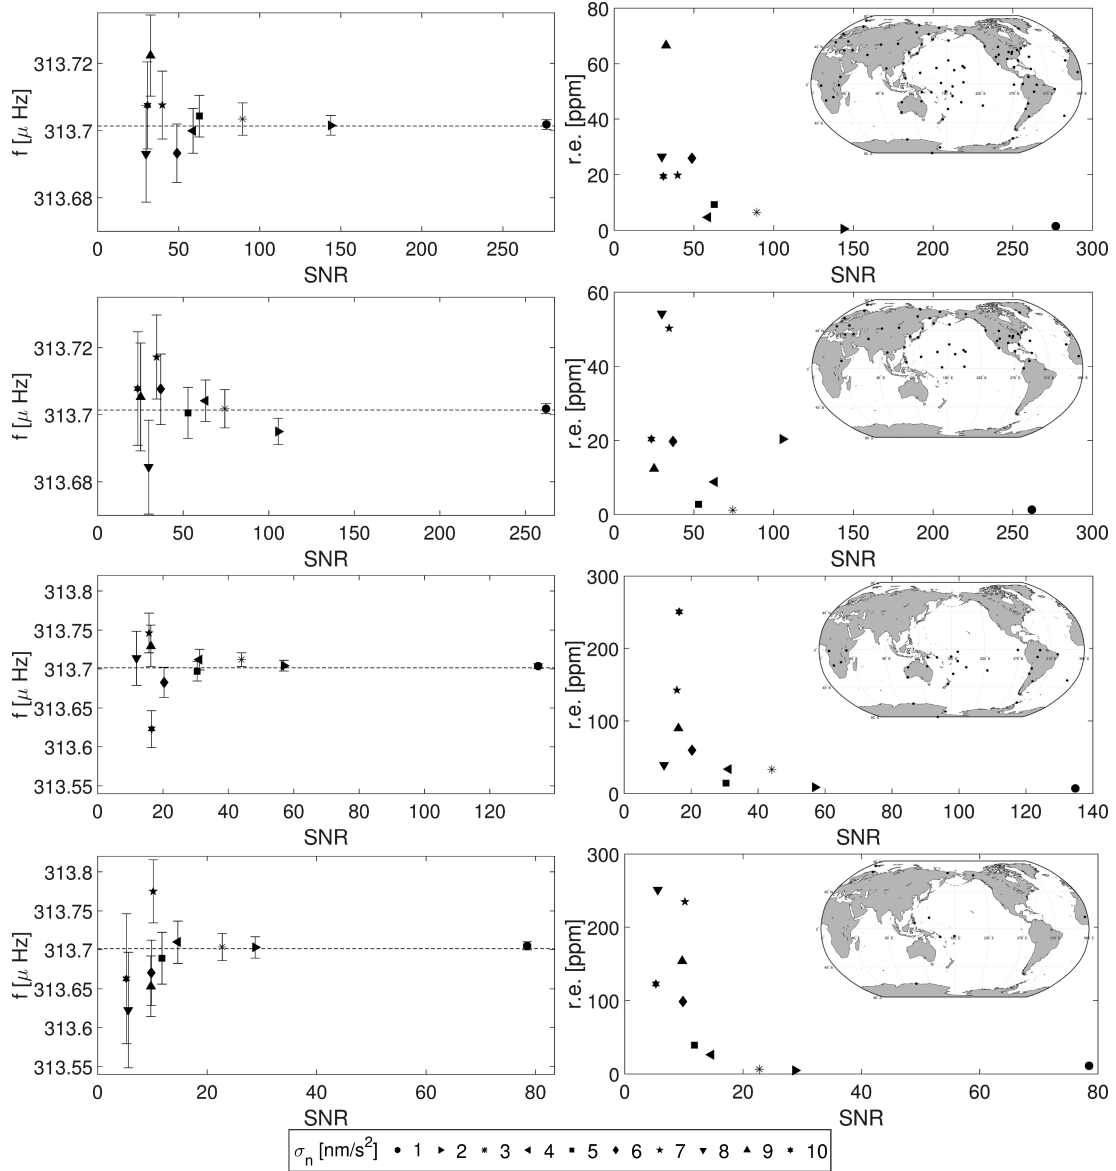 313.72
313.7
313.68
f [μ Hz]
0 50 100 150 200 250
SNR
80
60
40
20
0
r.e. [ppm]
0 50 100 150 200 250 300
SNR
313.72
313.7
313.68
f [μ Hz]
0 50 100 150 200 250
SNR
60
40
20
0
r.e. [ppm]
0 50 100 150 200 250 300
SNR
313.8
313.75
313.7
313.65
313.6
313.55
f [μ Hz]
0 20 40 60 80 100 120
SNR
300
200
100
0
r.e. [ppm]
0 20 40 60 80 100 120 140
SNR
313.8
313.75
313.7
313.65
313.6
313.55
f [μ Hz]
0 20 40 60 80
SNR
300
200
100
0
r.e. [ppm]
0 20 40 60 80
SNR
σn [nm/s²] 1 2 3 4 5 6 7 8 9 10